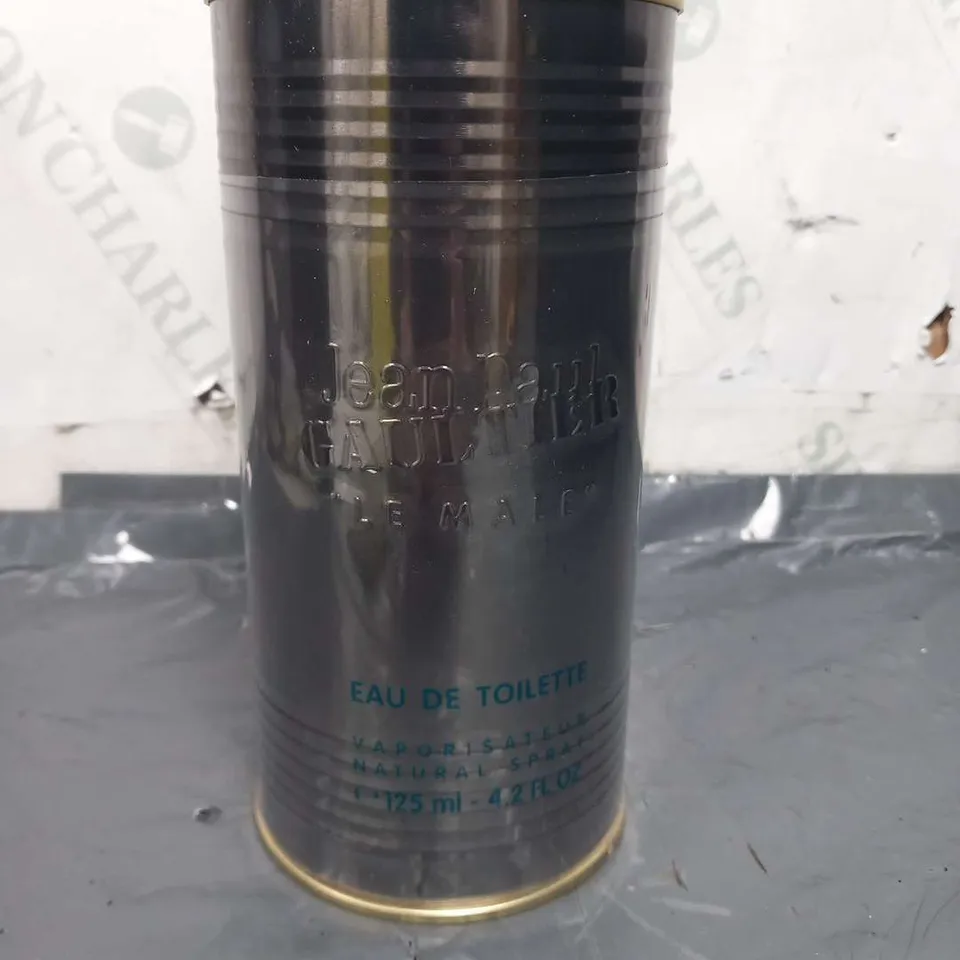 Jean Paul
GAULTIER
"LE MALE"
EAU DE TOILETTE
VAPORISATEUR
NATURAL SPRAY
125 ml - 4.2 FL.OZ